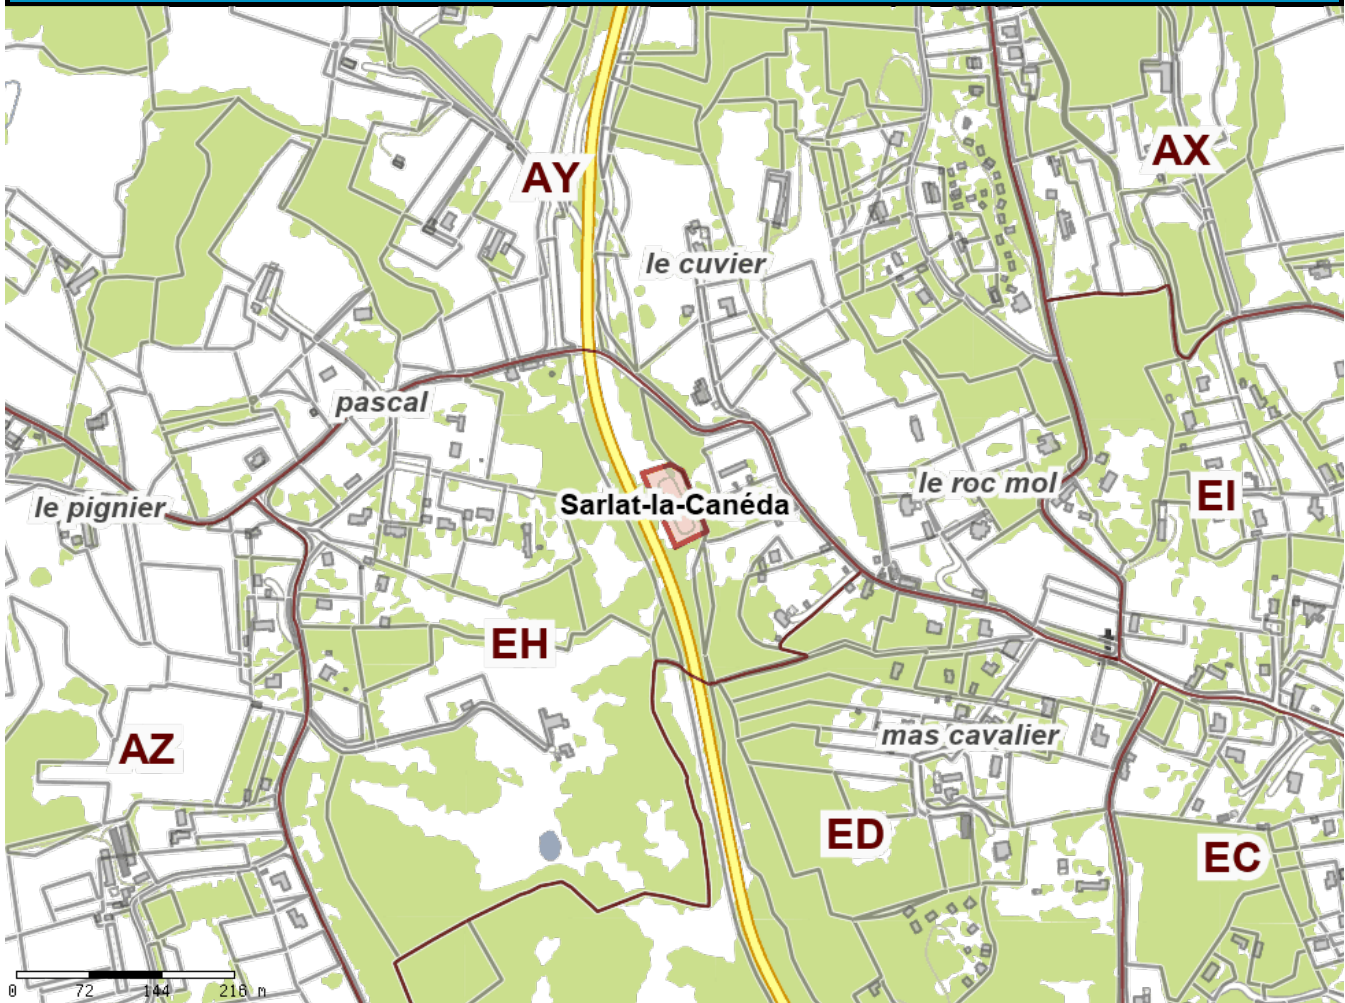 AX
AY
le cuvier
pascal
le roc mol
EI
Sarlat-la-Canéda
le pignier
EH
mas cavalier
AZ
ED
EC
0 72 144 216 m